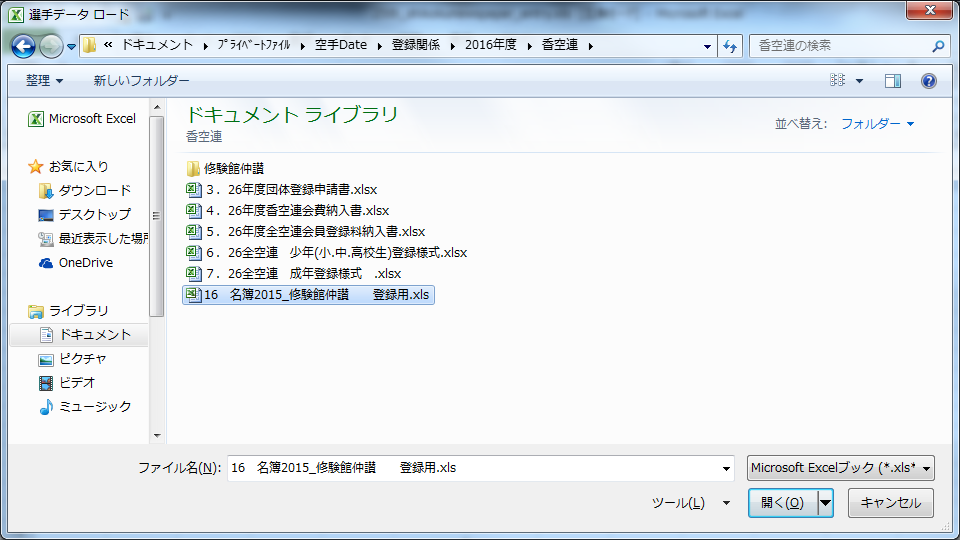 選手データ ロード
« ドキュメント ▸ ﾌﾟﾗｲﾍﾞｰﾄﾌｧｲﾙ ▸ 空手Date ▸ 登録関係 ▸ 2016年度 ▸ 香空連 ▸
香空連の検索
整理 新しいフォルダー
Microsoft Excel
お気に入り
ダウンロード
デスクトップ
最近表示した場所
OneDrive
ライブラリ
ドキュメント
ピクチャ
ビデオ
ミュージック
ドキュメント ライブラリ
香空連
並べ替え: フォルダー
修験館仲讃
3．26年度団体登録申請書.xlsx
4．26年度香空連会費納入書.xlsx
5．26年度全空連会員登録料納入書.xlsx
6．26全空連　少年(小.中.高校生)登録様式.xlsx
7．26全空連　成年登録様式　.xlsx
16　名簿2015_修験館仲讃　　登録用.xls
ファイル名(N): 16　名簿2015_修験館仲讃　　登録用.xls
Microsoft Excelブック (*.xls*
ツール(L) 開く(O) キャンセル